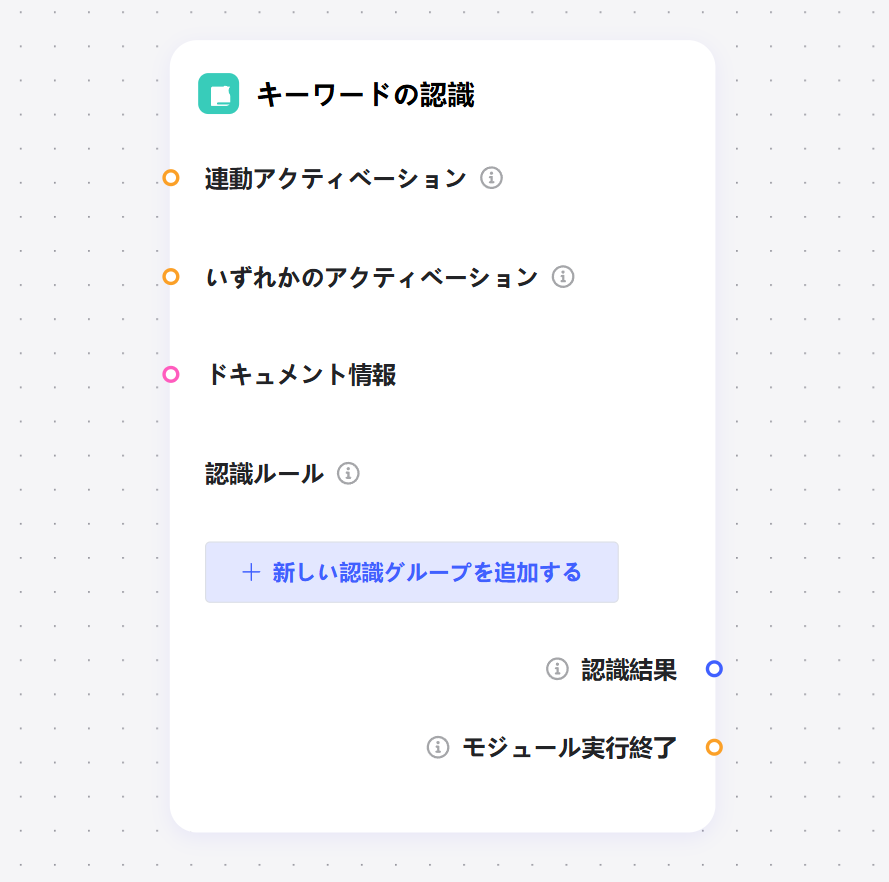 キーワードの認識
連動アクティベーション
いずれかのアクティベーション
ドキュメント情報
認識ルール
+ 新しい認識グループを追加する
認識結果
モジュール実行終了